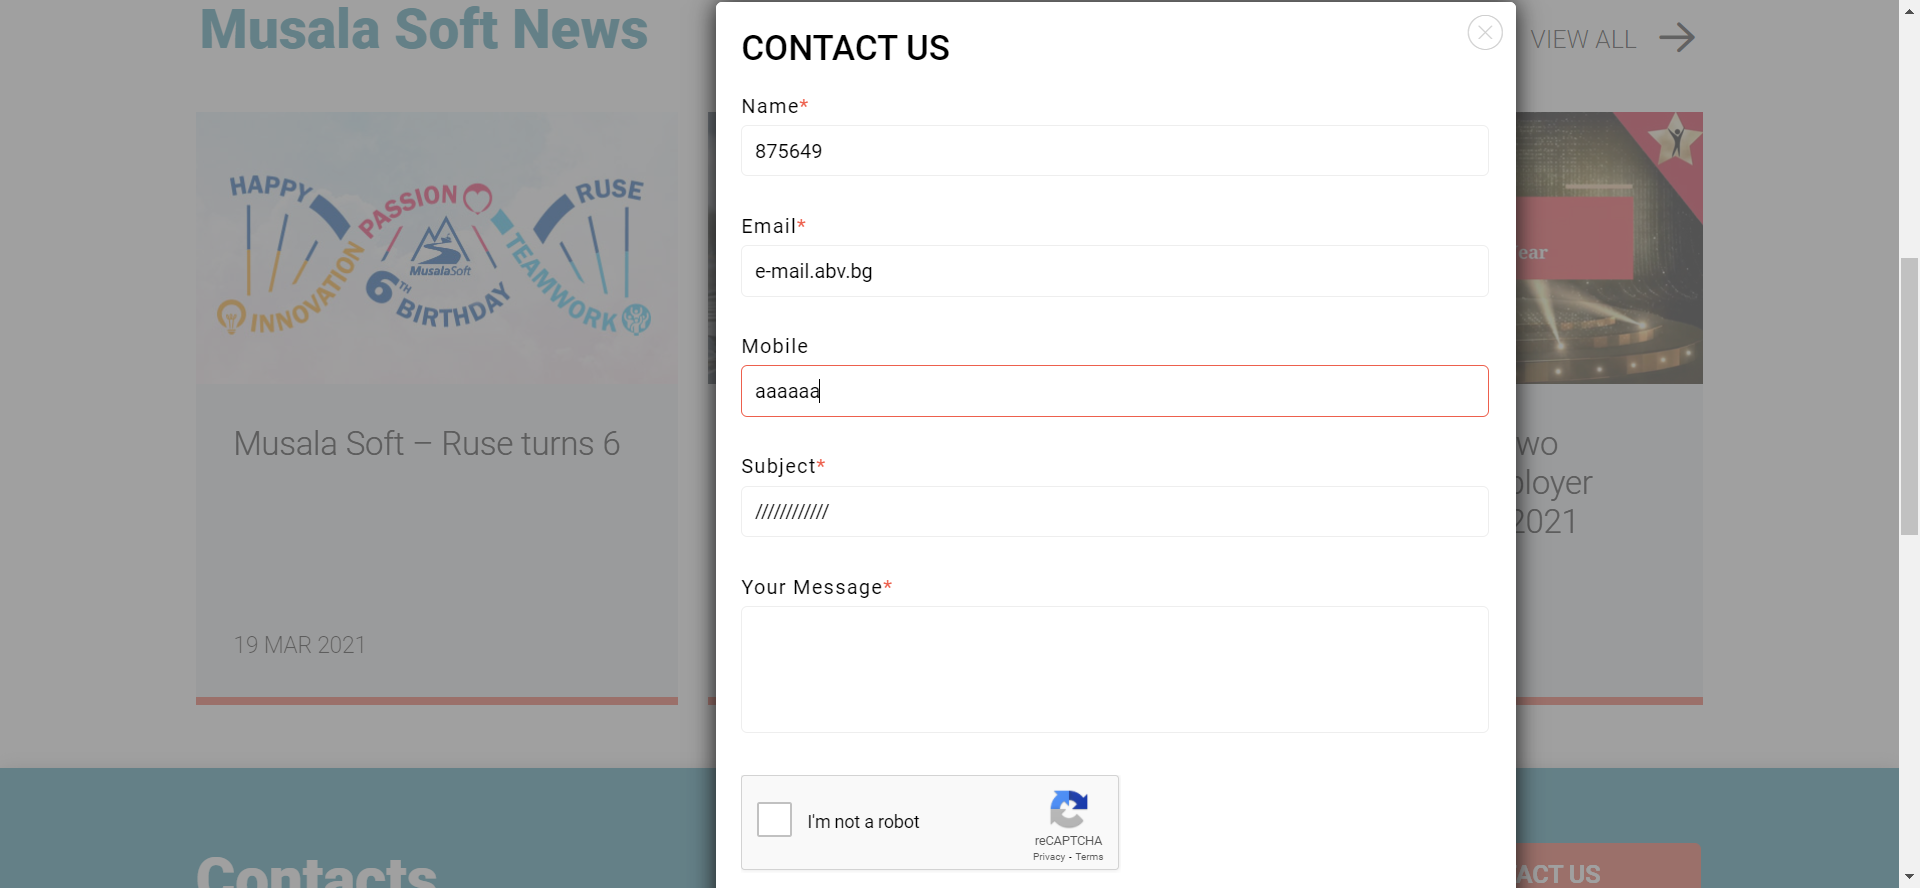 Musala Soft News
VIEW ALL
HAPPY
RUSE
PASSION
INNOVATION
TEAMWORK
MusalaSoft
6TH
BIRTHDAY
Musala Soft – Ruse turns 6
19 MAR 2021
ear
wo
ployer
2021
CONTACT US
Name*
875649
Email*
e-mail.abv.bg
Mobile
aaaaaa
Subject*
////////////
Your Message*
I'm not a robot
reCAPTCHA
Privacy - Terms
Contacts
ACT US